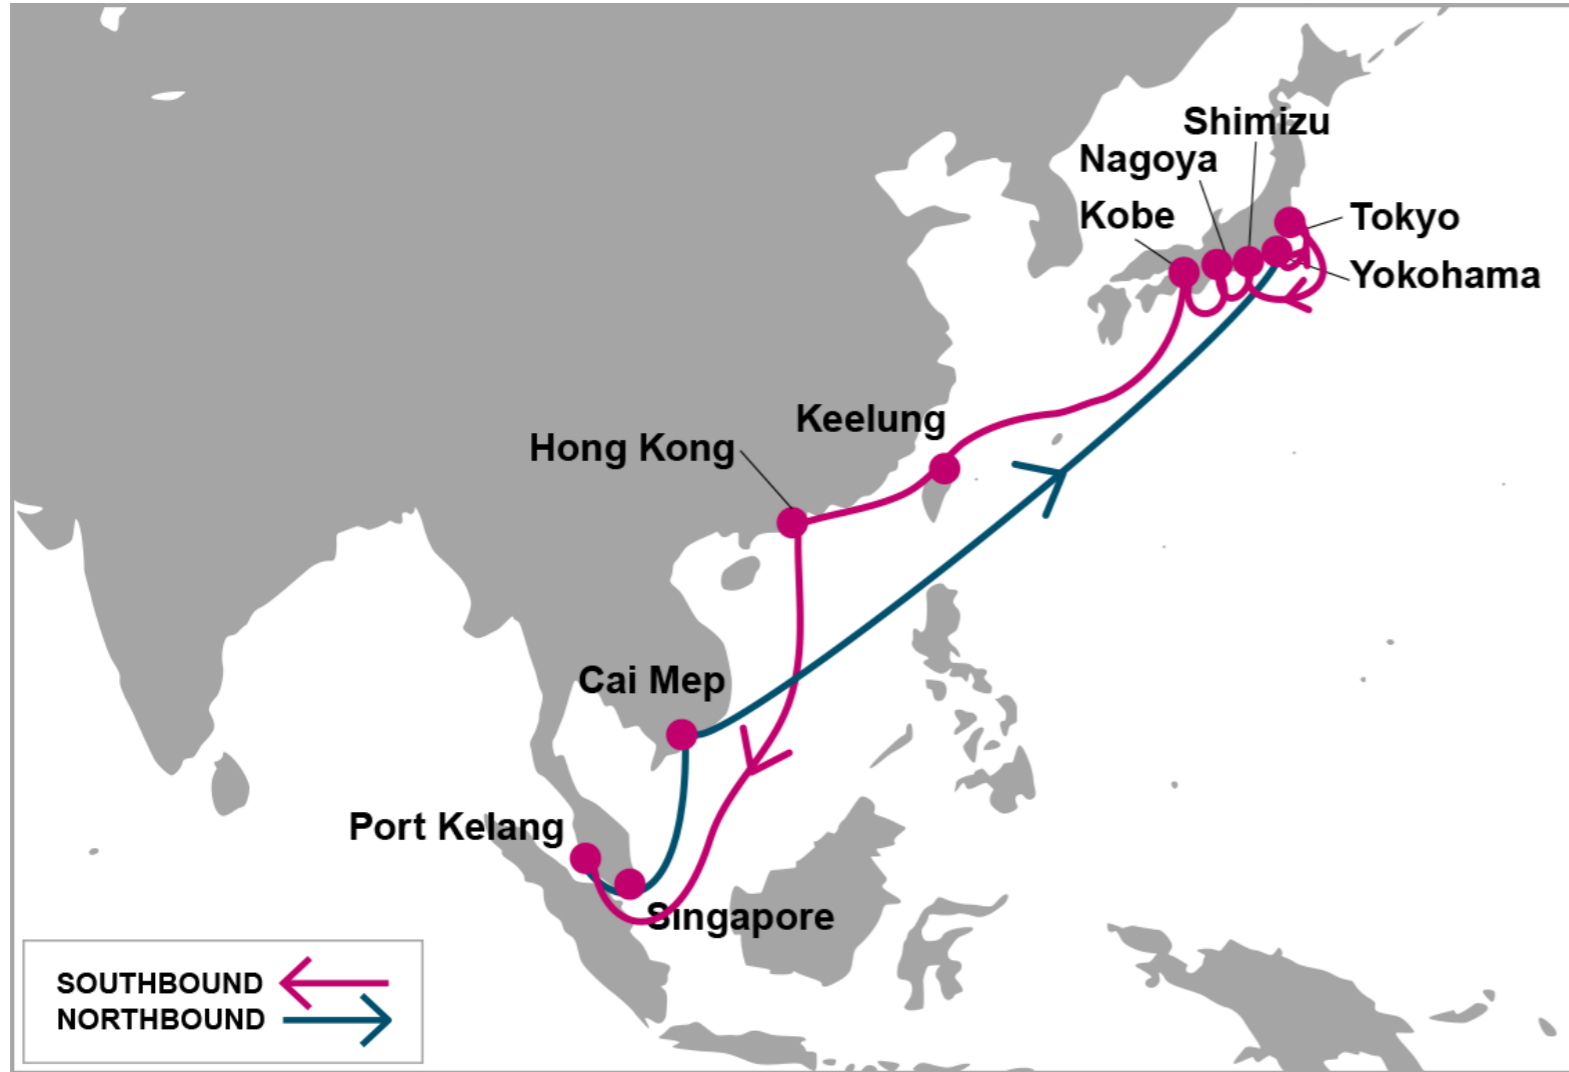 Shimizu
Nagoya
Kobe
Tokyo
Yokohama
Keelung
Hong Kong
Cai Mep
Port Kelang
Singapore
SOUTHBOUND
NORTHBOUND